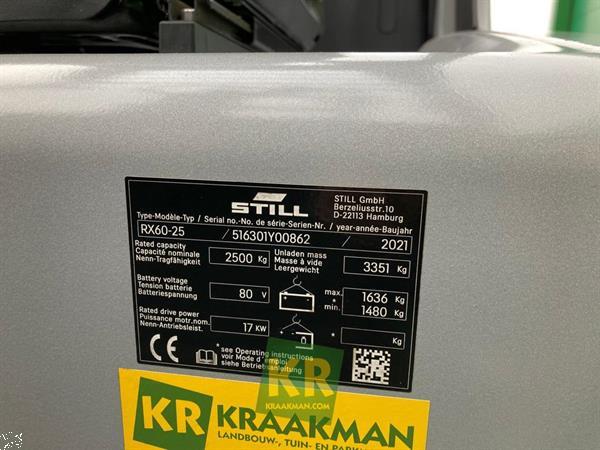 STILL
STILL GmbH
Berzeliusstr.10
D-22113 Hamburg
Type-Modèle-Typ / Serial no.-No. de série-Serien-Nr. / year-année-Baujahr
RX60-25 / 516301Y00862 / 2021
Rated capacity
Capacité nominale
Nenn-Tragfähigkeit
2500 Kg
Unladen mass
Masse à vide
Leergewicht
3351 Kg
Battery voltage
Tension batterie
Batteriespannung
80 V
max. 1636 Kg
*
min. 1480 Kg
Rated drive power
Puissance motr.nom.
Nenn-Antriebsleist.
17 KW
0
* Kg
CE
*see Operating instructions
voir Mode d'emploi
siehe Betriebsanleitung
KR
KRAAKMAN.COM
KR KRAAKMAN
LANDBOUW-, TUIN- EN